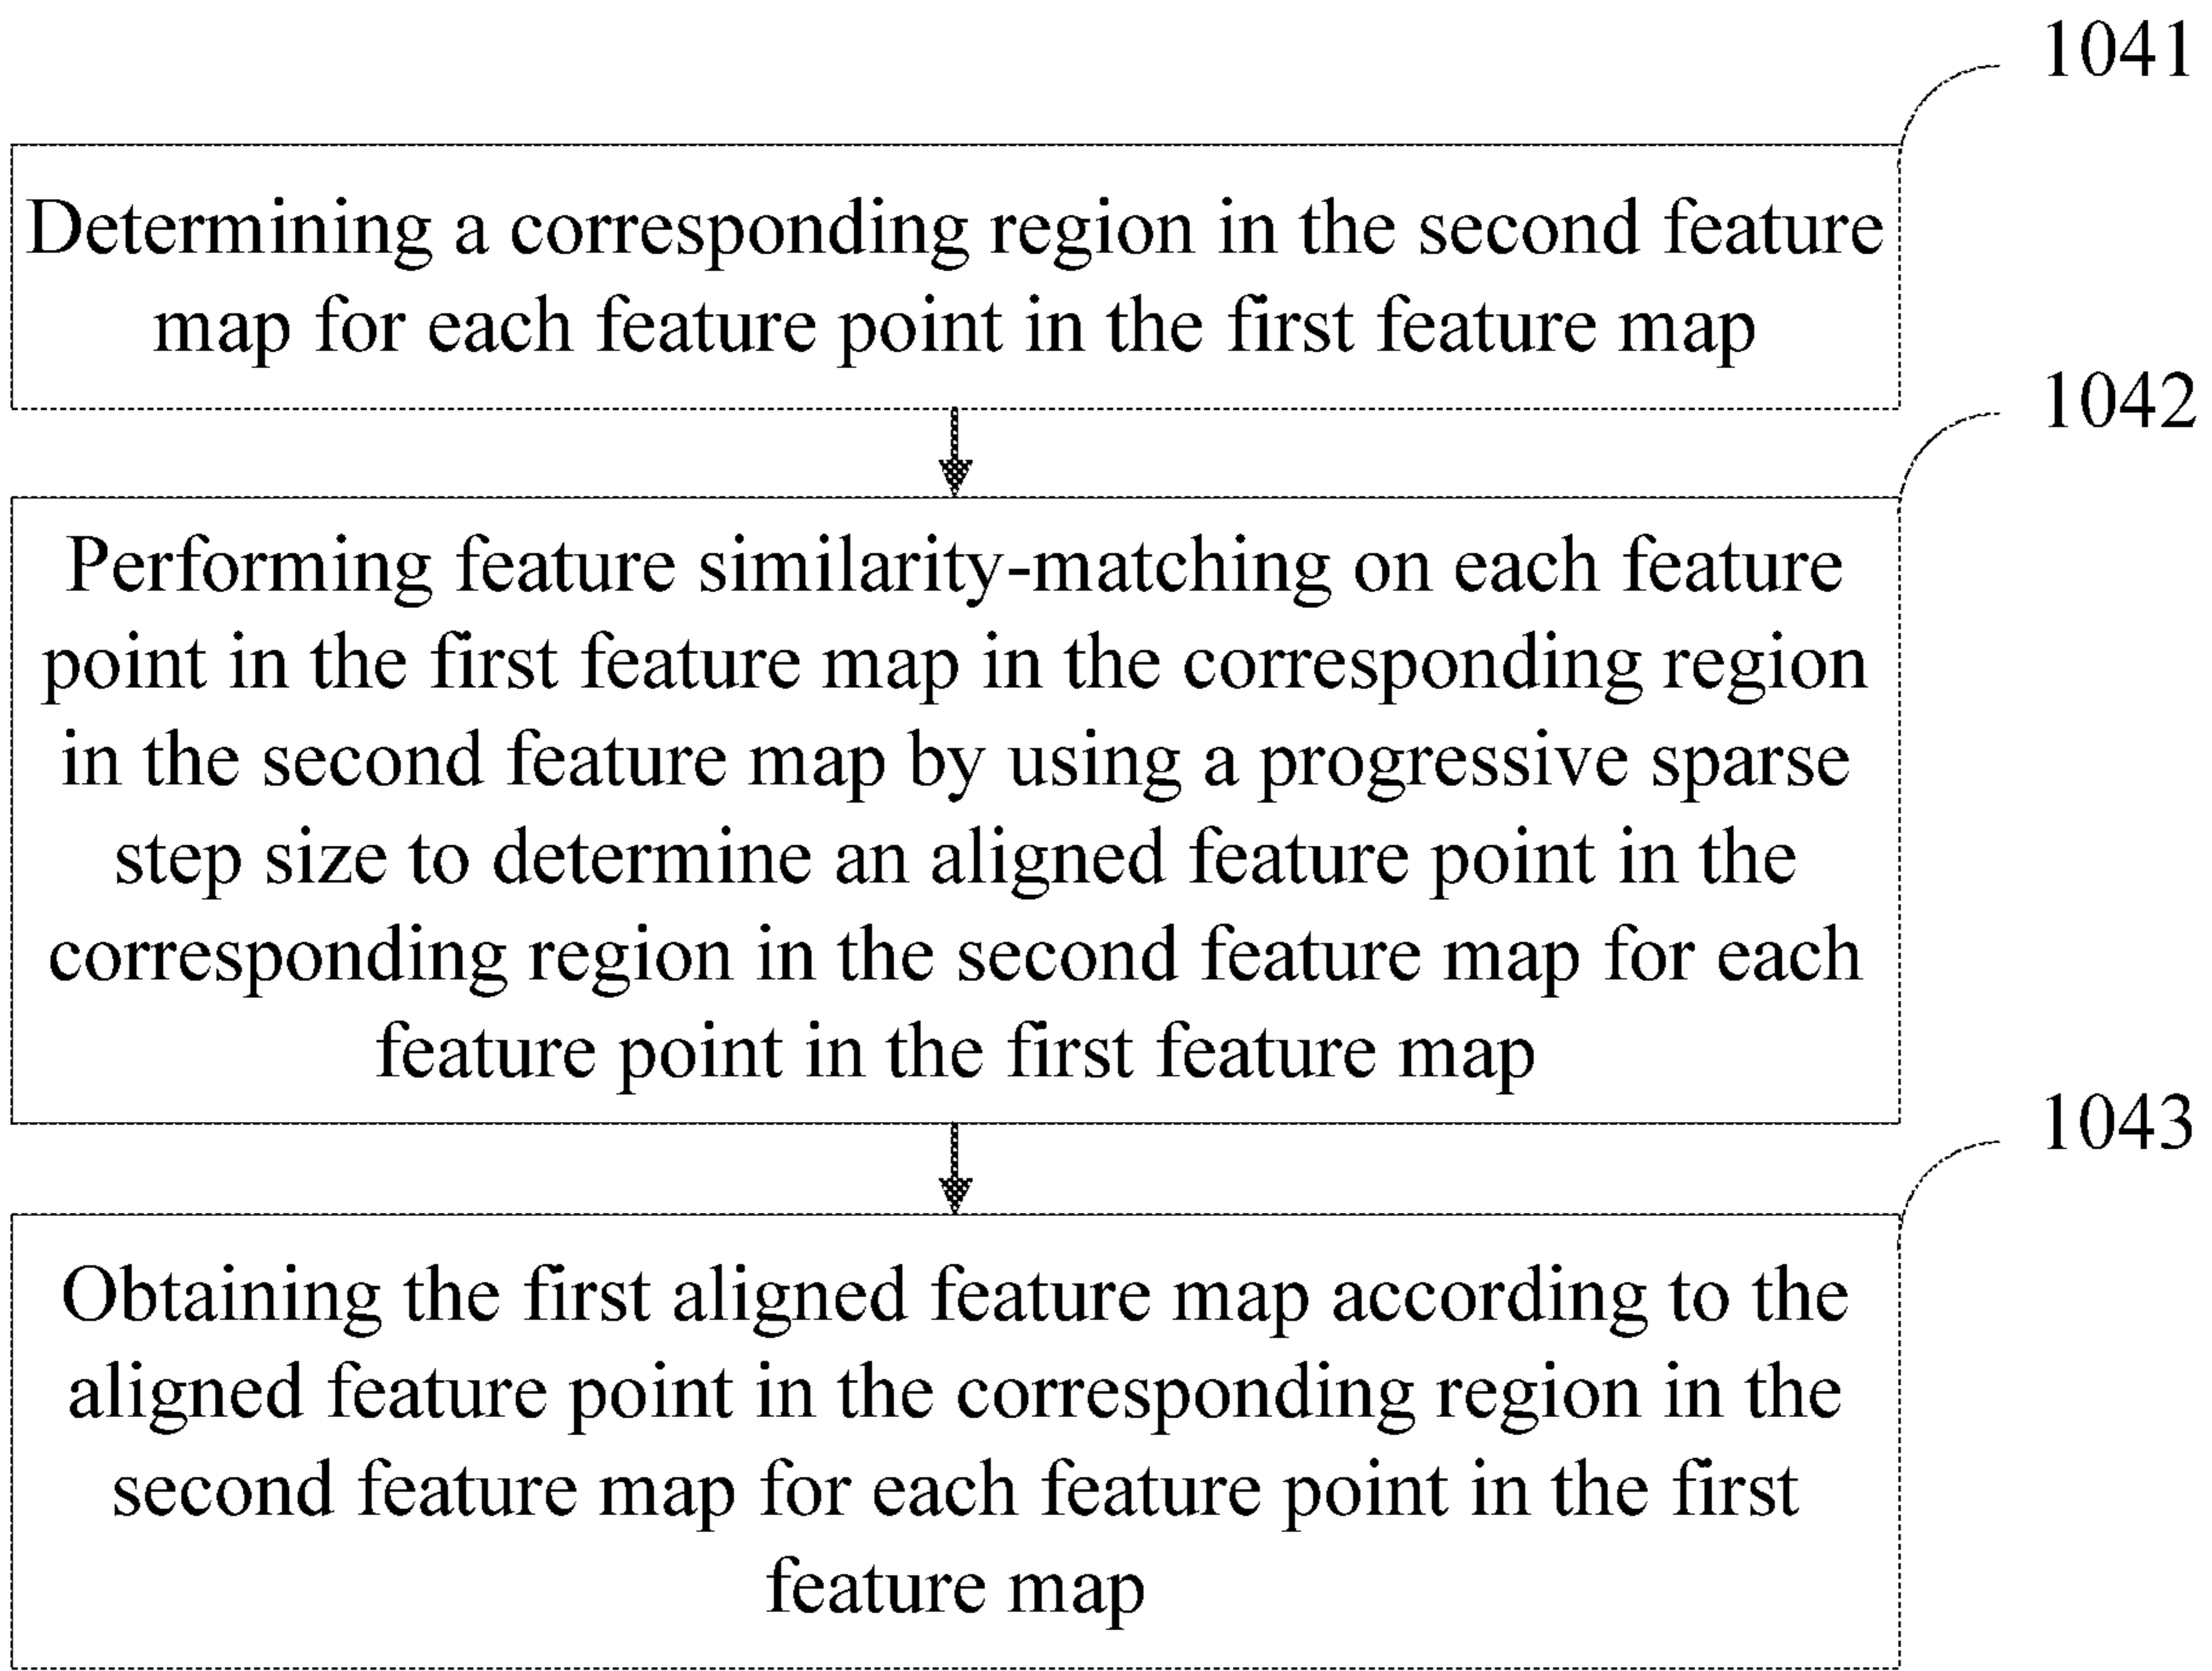 1041
Determining a corresponding region in the second feature
map for each feature point in the first feature map
1042
Performing feature similarity-matching on each feature
point in the first feature map in the corresponding region
in the second feature map by using a progressive sparse
step size to determine an aligned feature point in the
corresponding region in the second feature map for each
feature point in the first feature map
1043
Obtaining the first aligned feature map according to the
aligned feature point in the corresponding region in the
second feature map for each feature point in the first
feature map